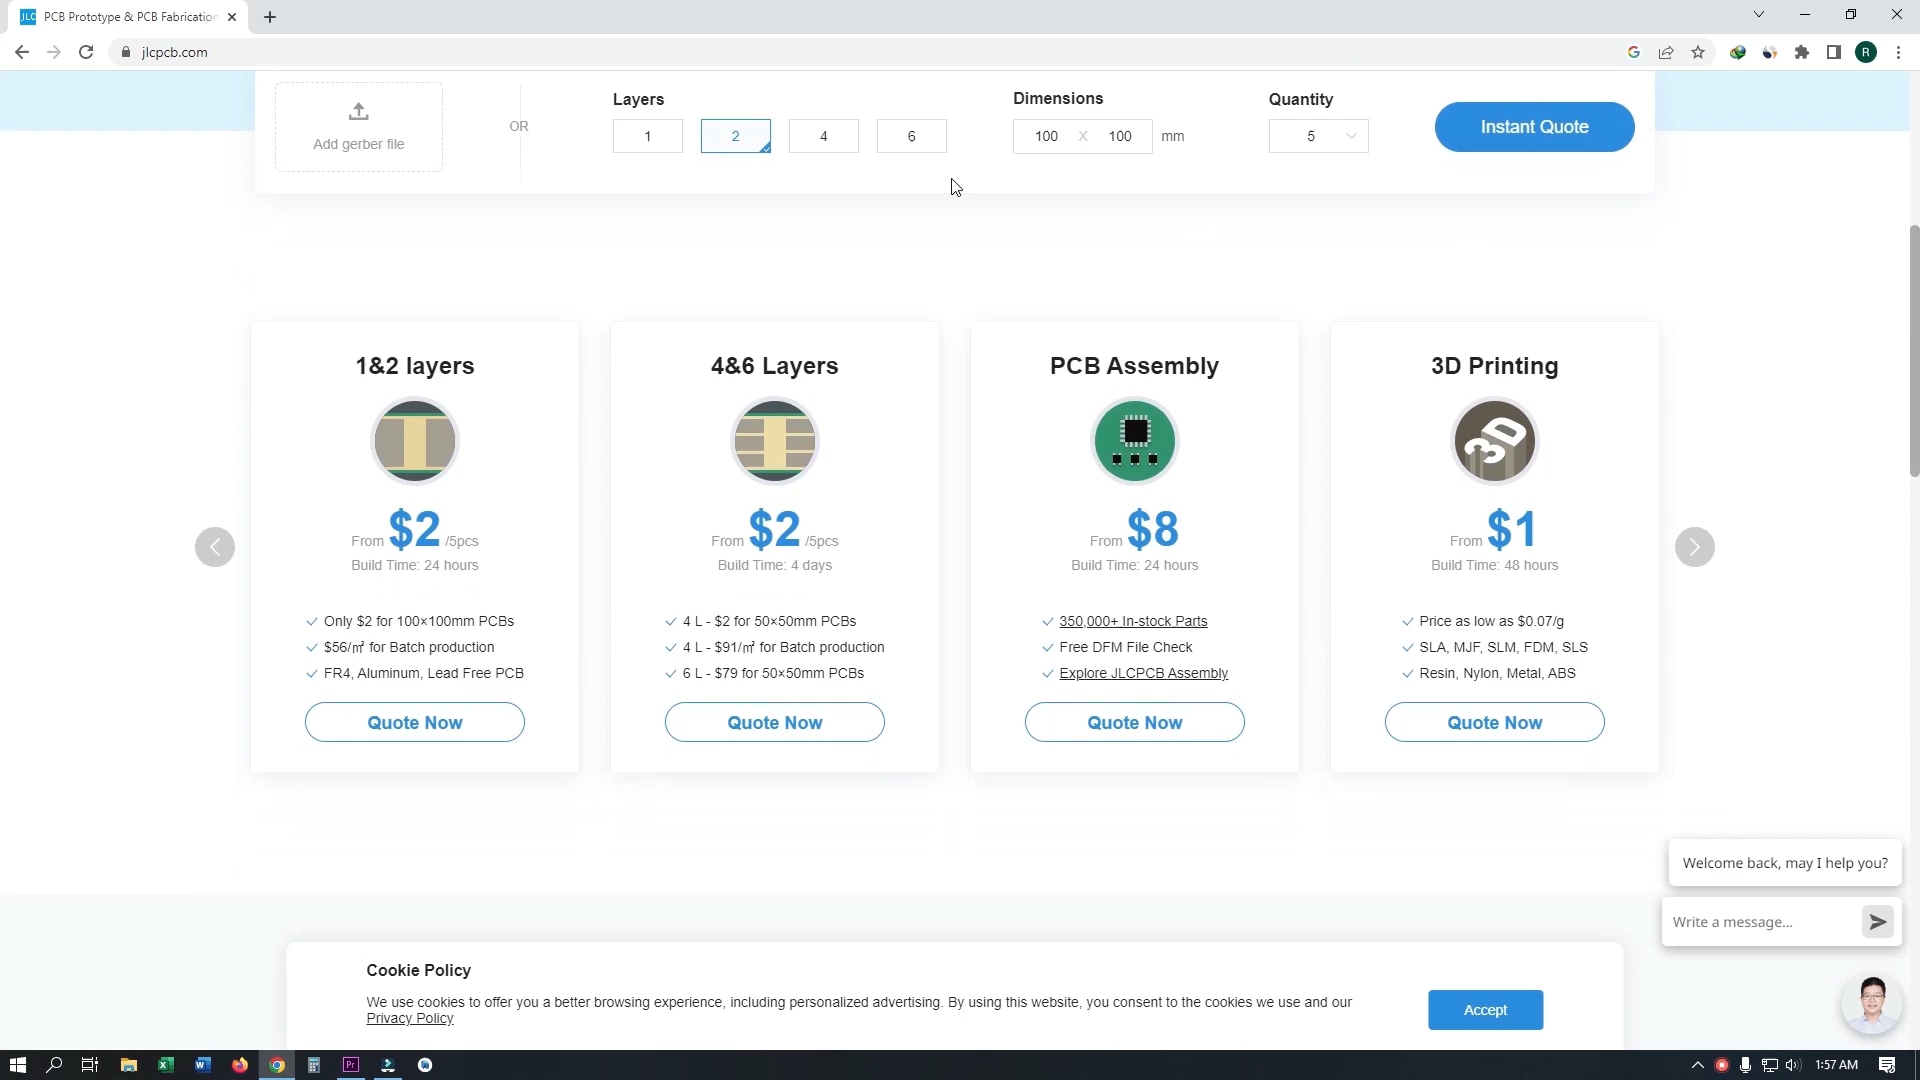 JLC PCB Prototype & PCB Fabrication
jlcpcb.com
R
Add gerber file
OR
Layers
1 2 4 6
Dimensions
100 X 100 mm
Quantity
5
Instant Quote
1&2 layers
From $2 /5pcs
Build Time: 24 hours
Only $2 for 100×100mm PCBs
$56/㎡ for Batch production
FR4, Aluminum, Lead Free PCB
Quote Now
4&6 Layers
From $2 /5pcs
Build Time: 4 days
4 L - $2 for 50×50mm PCBs
4 L - $91/㎡ for Batch production
6 L - $79 for 50×50mm PCBs
Quote Now
PCB Assembly
From $8
Build Time: 24 hours
350,000+ In-stock Parts
Free DFM File Check
Explore JLCPCB Assembly
Quote Now
3D Printing
3D
From $1
Build Time: 48 hours
Price as low as $0.07/g
SLA, MJF, SLM, FDM, SLS
Resin, Nylon, Metal, ABS
Quote Now
Welcome back, may I help you?
Write a message...
Cookie Policy
We use cookies to offer you a better browsing experience, including personalized advertising. By using this website, you consent to the cookies we use and our
Privacy Policy
Accept
Pr
1:57 AM